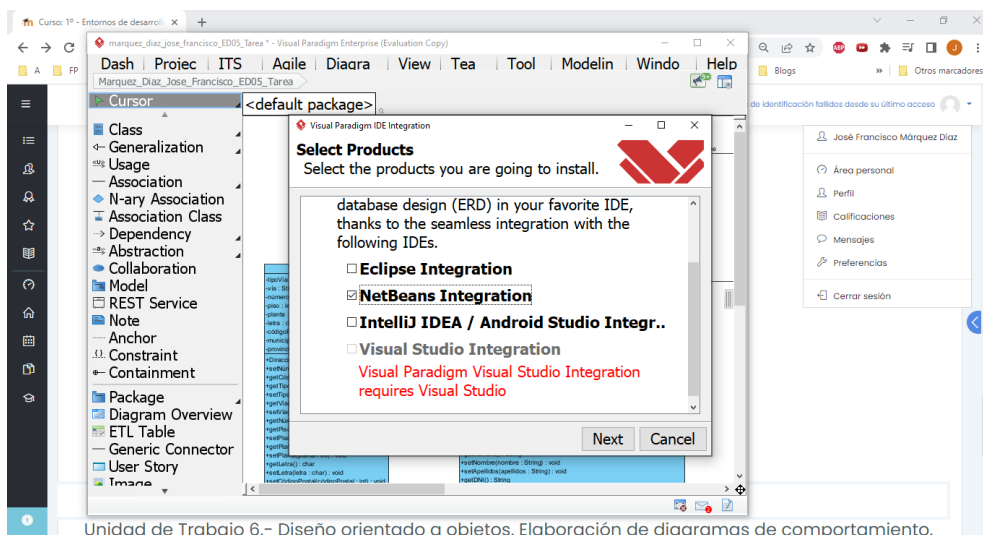 Curso: 1º - Entornos de desarroll
A
FP
Blogs
Otros marcadores
marquez_diaz_jose_francisco_ED05_Tarea * - Visual Paradigm Enterprise (Evaluation Copy)
Dash Projec ITS Agile Diagra View Tea Tool Modelin Windo Help
Marquez_Diaz_Jose_Francisco_ED05_Tarea
Cursor
<default package>
Class
Generalization
Usage
Association
N-ary Association
Association Class
Dependency
Abstraction
Collaboration
Model
REST Service
Note
Anchor
Constraint
Containment
Package
Diagram Overview
ETL Table
Generic Connector
User Story
Image
Visual Paradigm IDE Integration
Select Products
Select the products you are going to install.
database design (ERD) in your favorite IDE,
thanks to the seamless integration with the
following IDEs.
Eclipse Integration
NetBeans Integration
IntelliJ IDEA / Android Studio Integr..
Visual Studio Integration
Visual Paradigm Visual Studio Integration
requires Visual Studio
Next Cancel
+getLetra() : char
+setLetra(letra : char) : void
+setCódigoPostal(códigoPostal : int) : void
+setNombre(nombre : String) : void
+setApellidos(apellidos : String) : void
+getDNI() : String
de identificación fallidos desde su último acceso
José Francisco Márquez Díaz
Área personal
Perfil
Calificaciones
Mensajes
Preferencias
Cerrar sesión
Unidad de Trabajo 6.- Diseño orientado a objetos. Elaboración de diagramas de comportamiento.